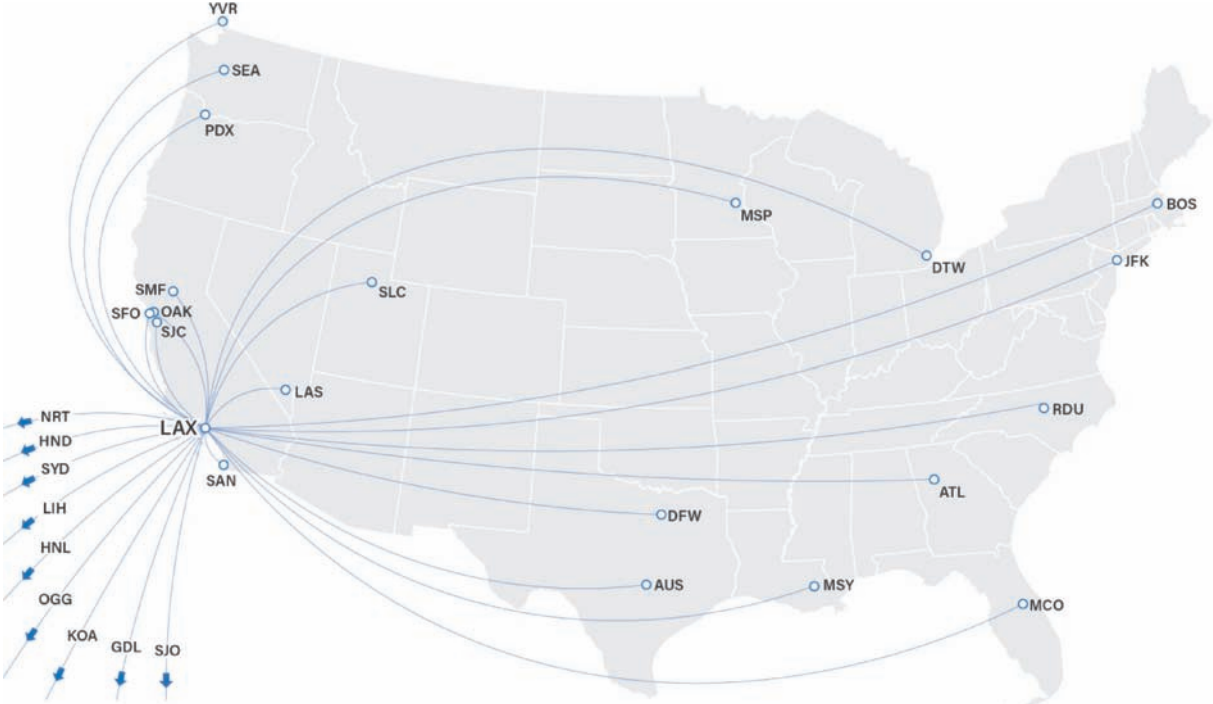 YVR
SEA
PDX
MSP
BOS
DTW
JFK
SMF
SLC
SFO
OAK
SJC
LAS
RDU
NRT
LAX
HND
SYD
SAN
ATL
LIH
DFW
HNL
AUS
MSY
OGG
MCO
KOA
GDL
SJO